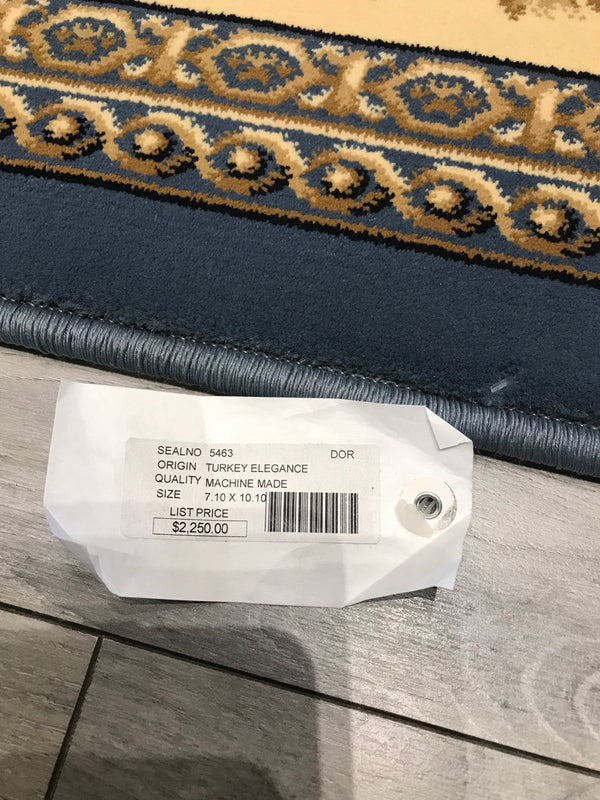 SEALNO 5463 DOR
ORIGIN TURKEY ELEGANCE
QUALITY MACHINE MADE
SIZE 7.10 X 10.10
LIST PRICE
$2,250.00